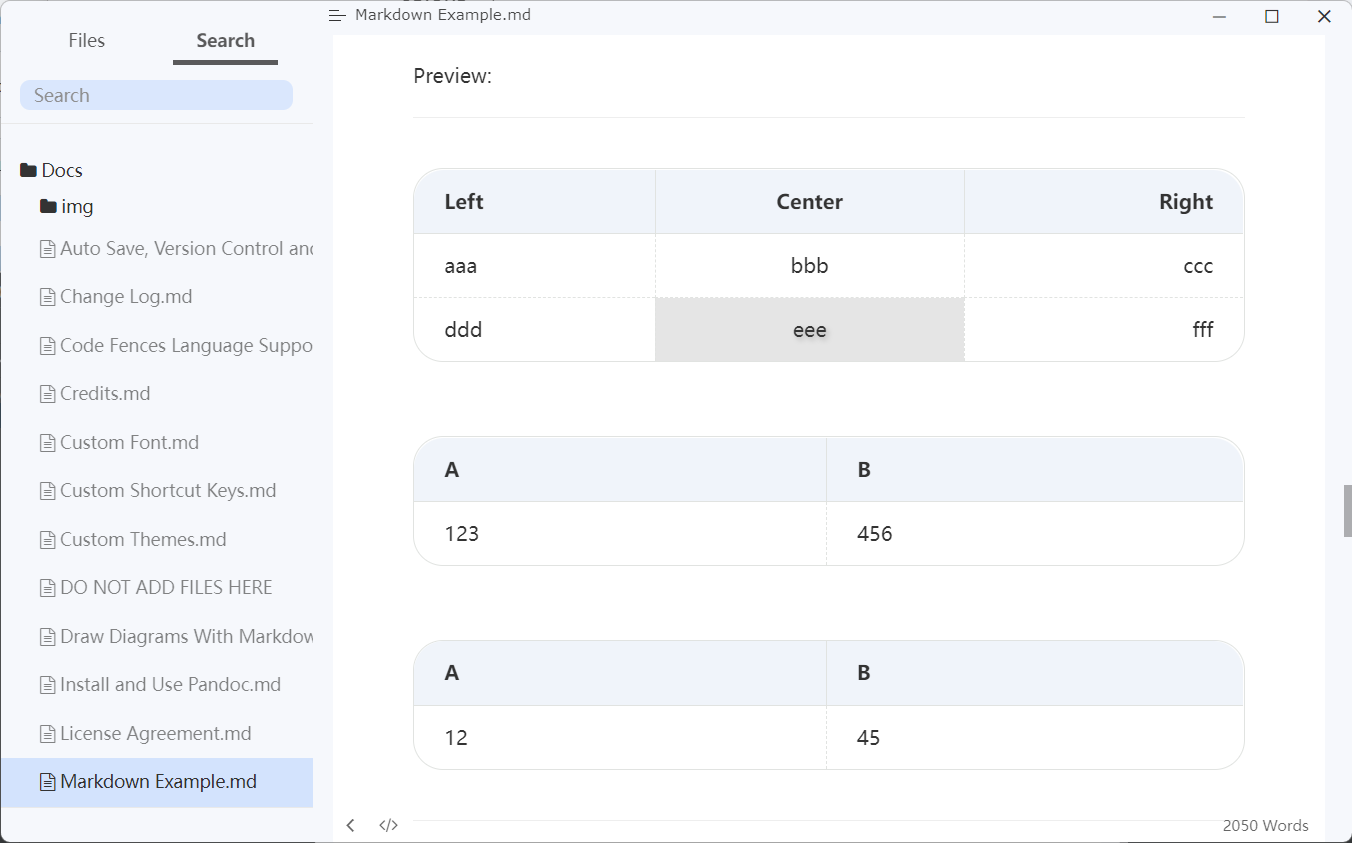 Markdown Example.md
Files
Search
Search
Docs
img
Auto Save, Version Control and
Change Log.md
Code Fences Language Suppo
Credits.md
Custom Font.md
Custom Shortcut Keys.md
Custom Themes.md
DO NOT ADD FILES HERE
Draw Diagrams With Markdow
Install and Use Pandoc.md
License Agreement.md
Markdown Example.md
Preview:
Left Center Right
aaa bbb ccc
ddd eee fff
A B
123 456
A B
12 45
</> 2050 Words